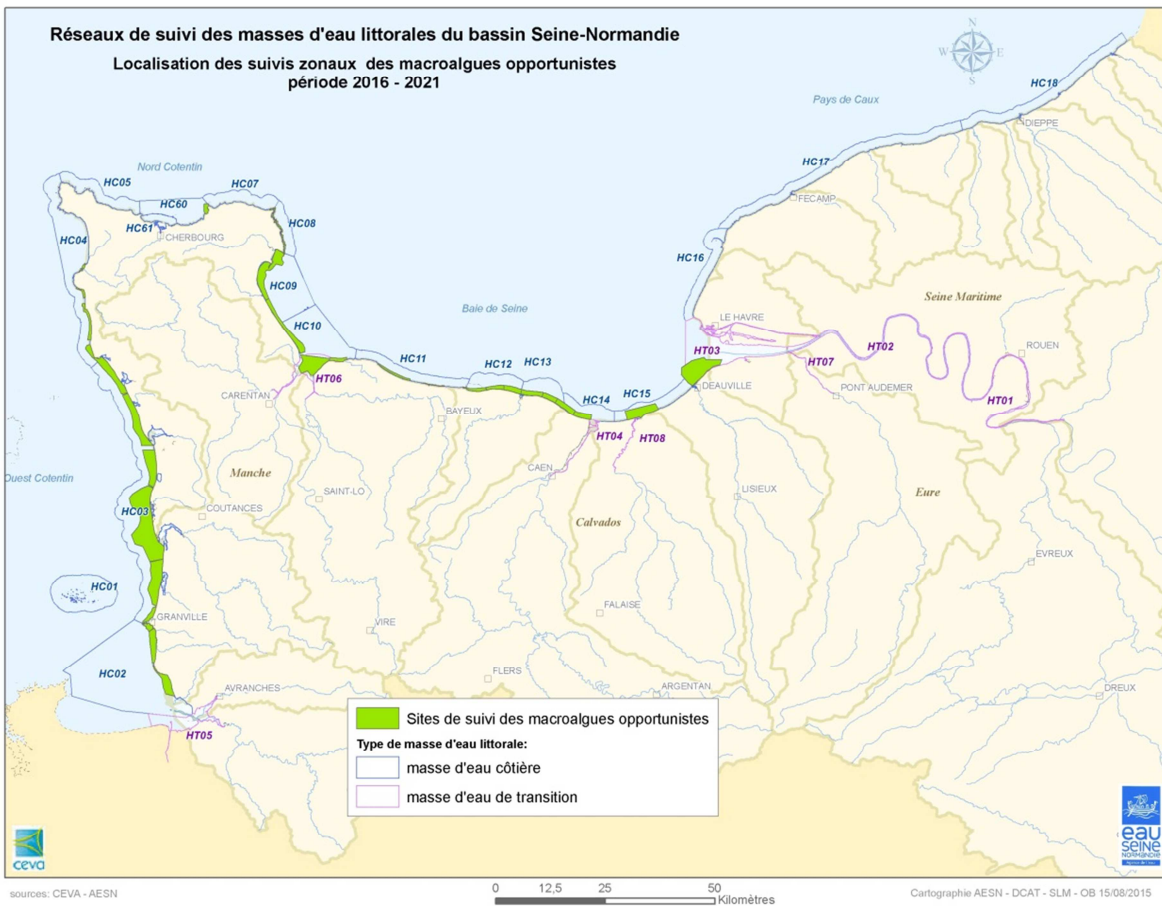 Réseaux de suivi des masses d'eau littorales du bassin Seine-Normandie
Localisation des suivis zonaux des macroalgues opportunistes
période 2016 - 2021
N
W
E
S
HC18
Pays de Caux
DIEPPE
Nord Cotentin
HC17
HC05
HC07
FECAMP
HC60
HC08
HC61
CHERBOURG
HC04
HC16
HC09
Seine Maritime
Baie de Seine
LE HAVRE
HC10
HT03
HT02
ROUEN
HC11
HC12
HC13
HT07
HT06
DEAUVILLE
PONT AUDEMER
CARENTAN
HC14
HC15
HT01
BAYEUX
HT04
HT08
CAEN
Manche
Ouest Cotentin
SAINT-LO
LISIEUX
Eure
HC03
COUTANCES
Calvados
EVREUX
HC01
FALAISE
GRANVILLE
VIRE
HC02
FLERS
AVRANCHES
ARGENTAN
DREUX
HT05
Sites de suivi des macroalgues opportunistes
Type de masse d'eau littorale:
masse d'eau côtière
masse d'eau de transition
ceva
eau
SEINE
NORMANDIE
sources: CEVA - AESN
0 12,5 25 50
Kilomètres
Cartographie AESN - DCAT - SLM - OB 15/08/2015